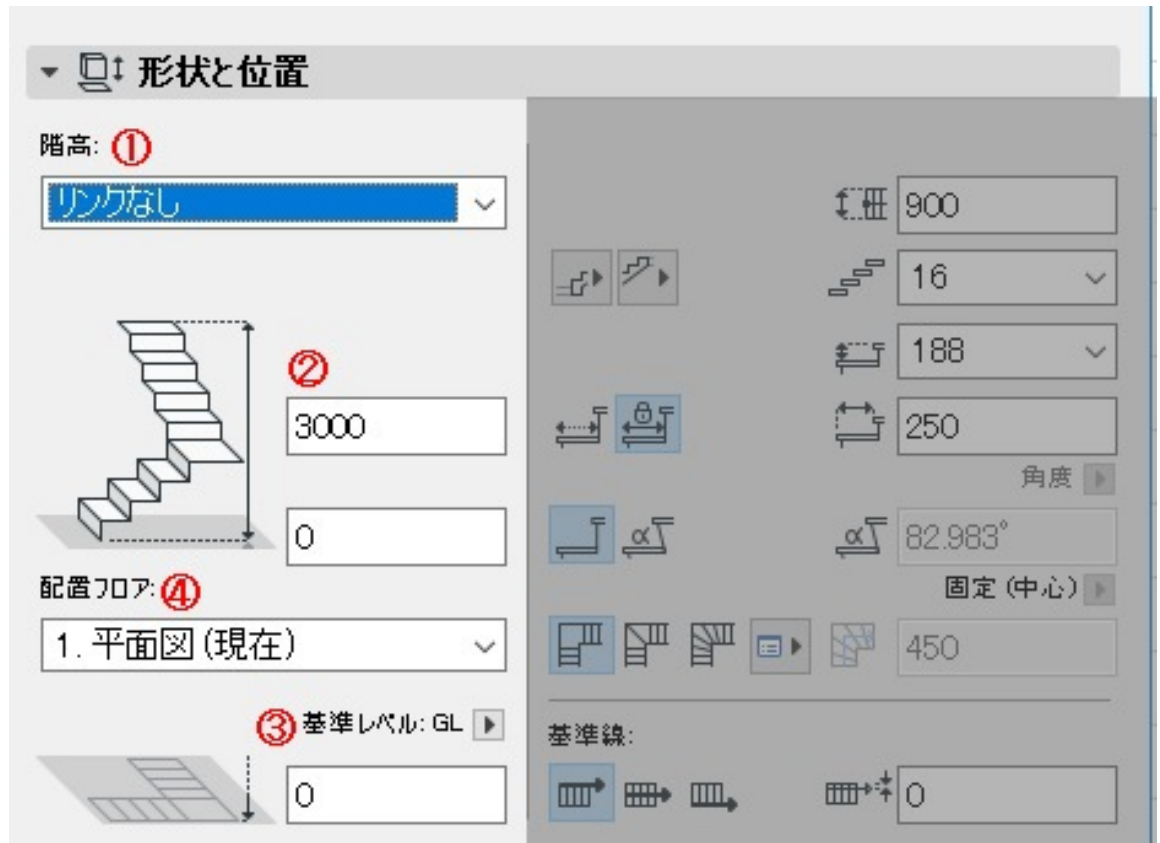 形状と位置
階高: ①
リンクなし
②
3000
0
配置フロア: ④
1. 平面図 (現在)
③ 基準レベル: GL
0
900
16
188
250
角度
α
α
82.983°
固定 (中心)
450
基準線:
0